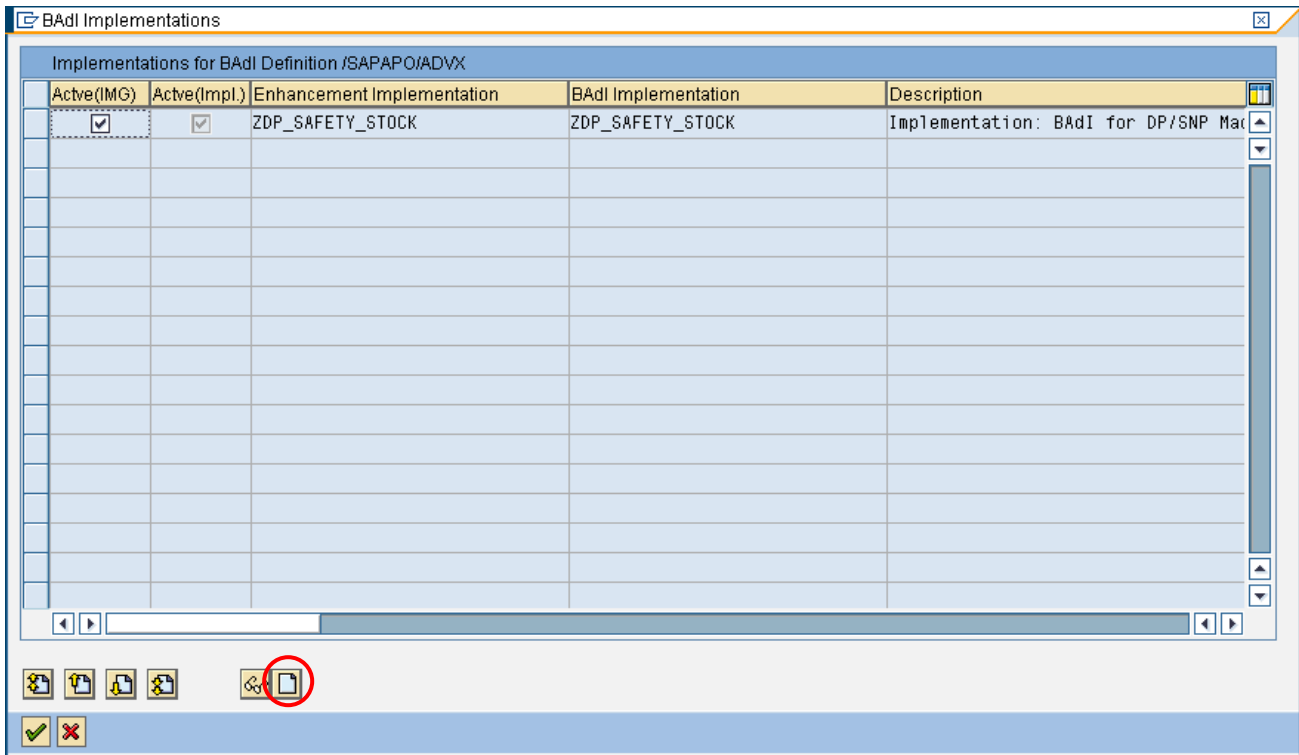 BAdI Implementations
Implementations for BAdI Definition /SAPAPO/ADVX
Actve(IMG) Actve(Impl.) Enhancement Implementation BAdI Implementation Description
ZDP_SAFETY_STOCK ZDP_SAFETY_STOCK Implementation: BAdI for DP/SNP Mac